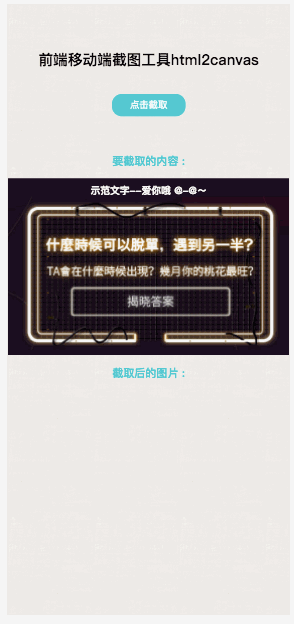 前端移动端截图工具html2canvas
点击截取
要截取的内容：
示范文字--爱你哦 @-@～
什麼時候可以脫單，遇到另一半?
TA會在什麼時候出現? 幾月你的桃花最旺?
揭晓答案
截取后的图片：